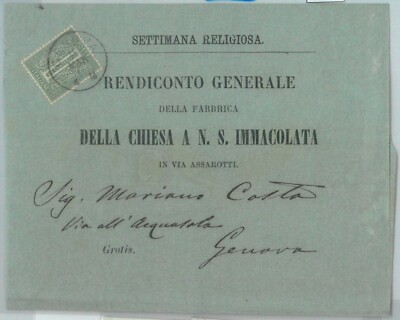 SETTIMANA RELIGIOSA.
RENDICONTO GENERALE
DELLA FABBRICA
DELLA CHIESA A N. S. IMMACOLATA
IN VIA ASSAROTTI.
Sig. Mariano Costa
Via all'Acquasola
Gratis.
Genova